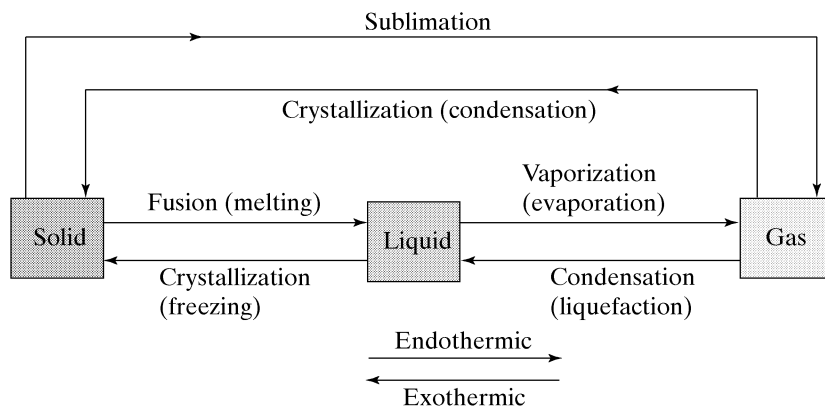 Sublimation
Crystallization (condensation)
Fusion (melting)
Vaporization
(evaporation)
Solid
Liquid
Gas
Crystallization
(freezing)
Condensation
(liquefaction)
Endothermic
Exothermic